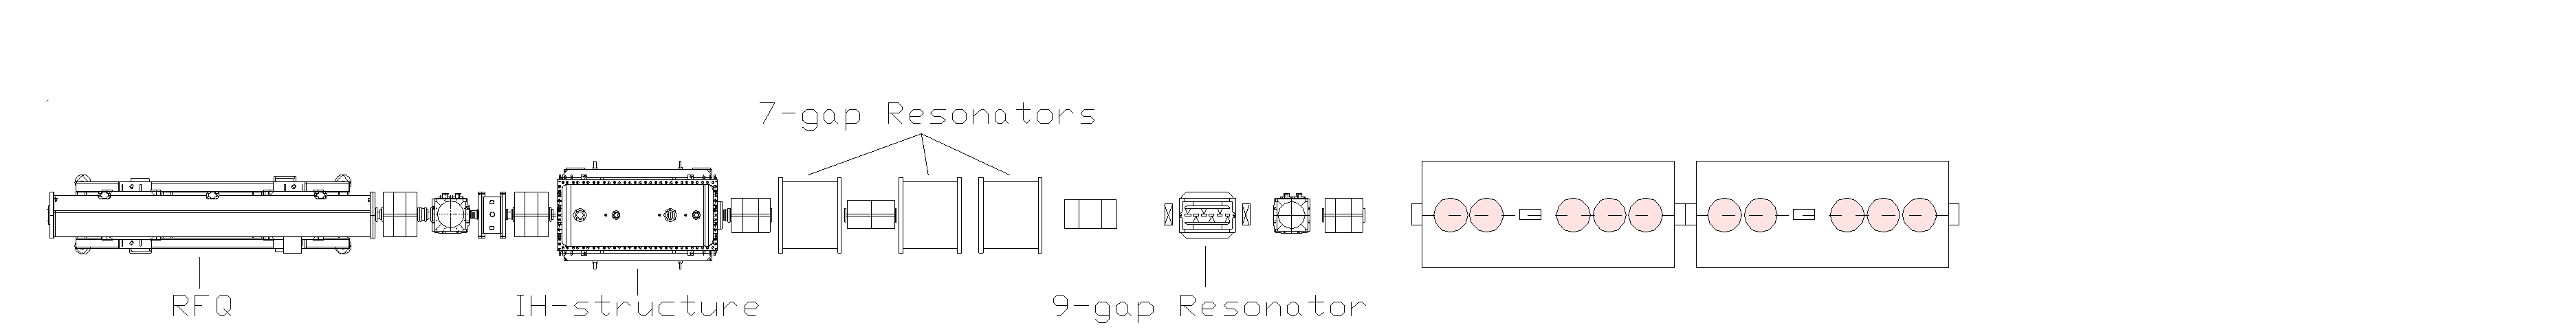 7-gap Resonators
RFQ
IH-structure
9-gap Resonator